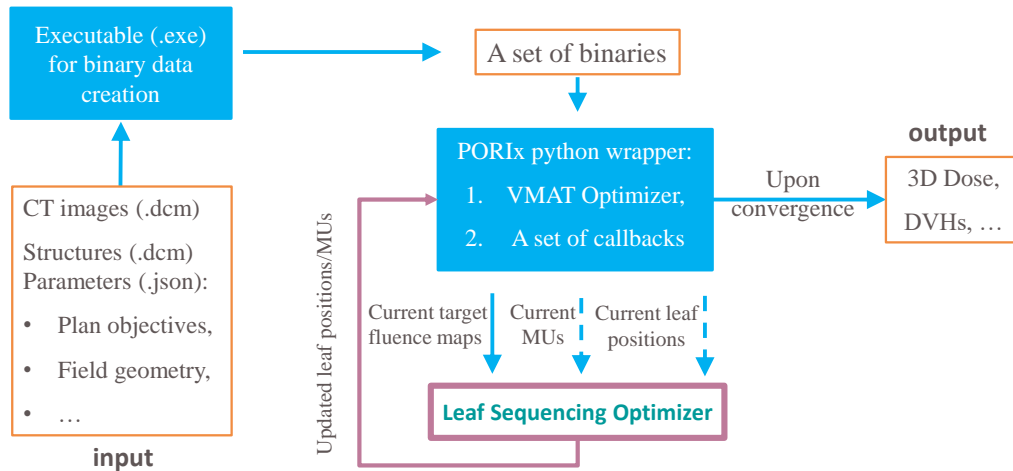 Executable (.exe)
for binary data
creation
A set of binaries
CT images (.dcm)
Structures (.dcm)
Parameters (.json):
• Plan objectives,
• Field geometry,
• …
input
PORIx python wrapper:
1. VMAT Optimizer,
2. A set of callbacks
Upon
convergence
output
3D Dose,
DVHs, …
Updated leaf positions/MUs
Current target
fluence maps
Current
MUs
Current leaf
positions
Leaf Sequencing Optimizer